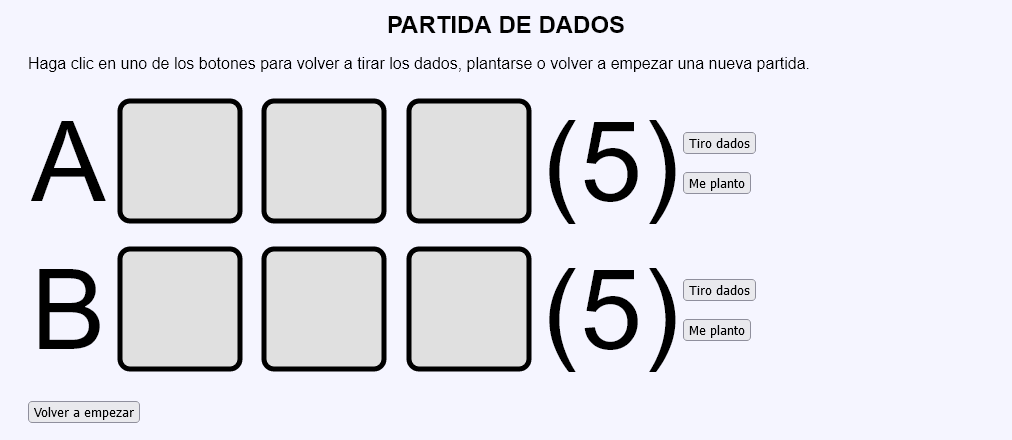 PARTIDA DE DADOS
Haga clic en uno de los botones para volver a tirar los dados, plantarse o volver a empezar una nueva partida.
A (5) Tiro dados
Me planto
B (5) Tiro dados
Me planto
Volver a empezar